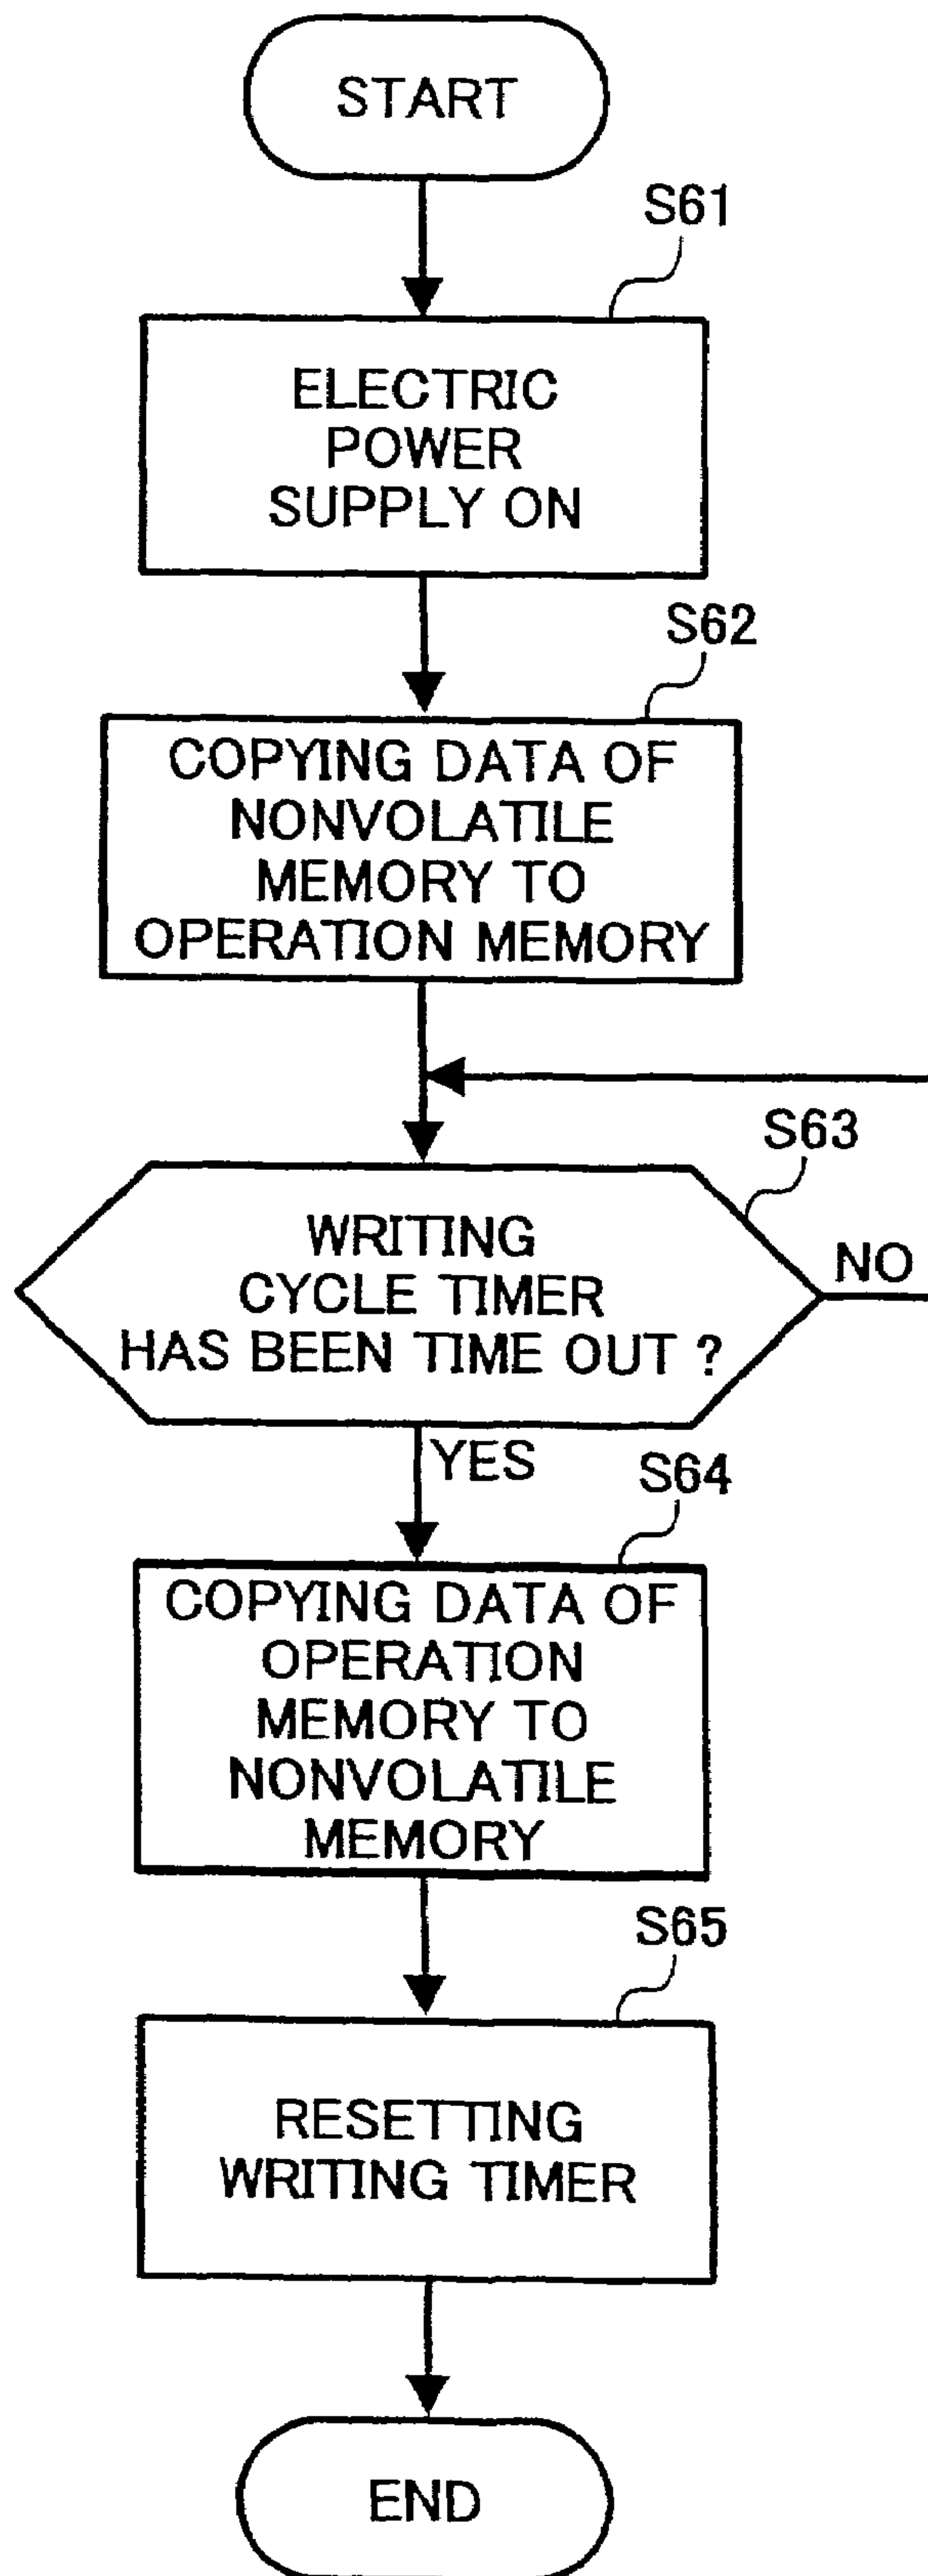 START
S61
ELECTRIC
POWER
SUPPLY ON
S62
COPYING DATA OF
NONVOLATILE
MEMORY TO
OPERATION MEMORY
S63
WRITING
CYCLE TIMER
HAS BEEN TIME OUT ?
NO
YES
S64
COPYING DATA OF
OPERATION
MEMORY TO
NONVOLATILE
MEMORY
S65
RESETTING
WRITING TIMER
END